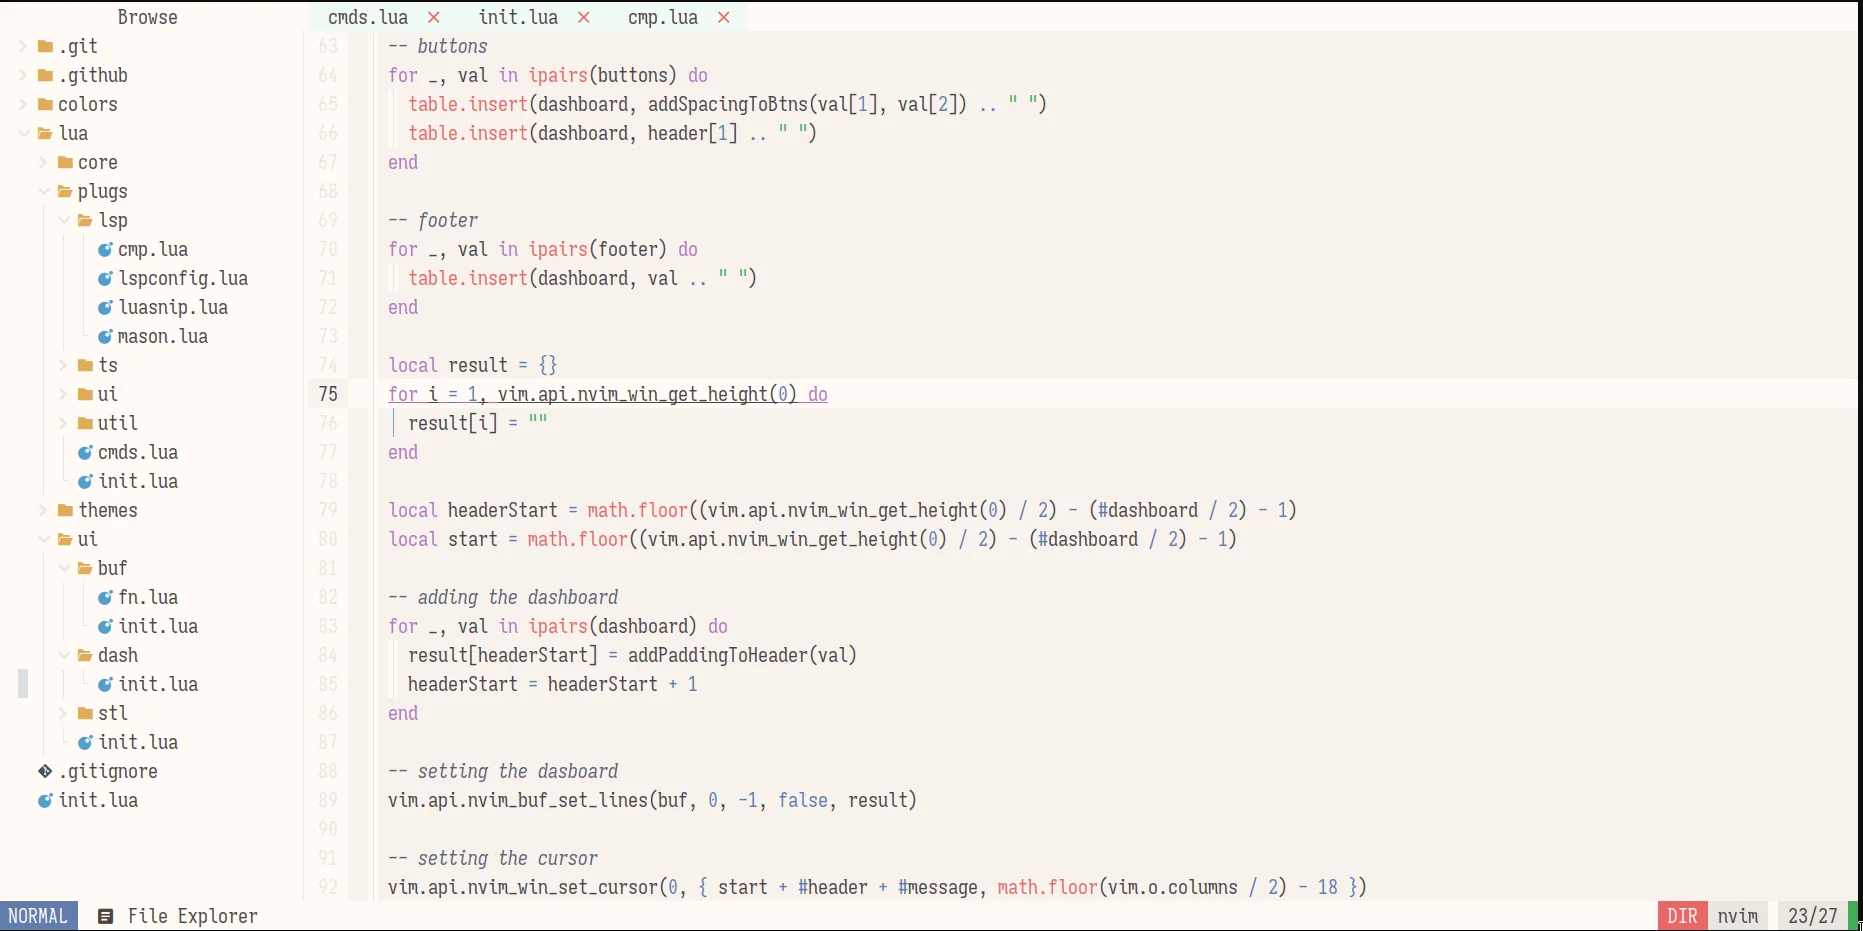 Browse
.git
.github
colors
lua
core
plugs
lsp
cmp.lua
lspconfig.lua
luasnip.lua
mason.lua
ts
ui
util
cmds.lua
init.lua
themes
ui
buf
fn.lua
init.lua
dash
init.lua
stl
init.lua
.gitignore
init.lua
cmds.lua × init.lua × cmp.lua ×
63 -- buttons
64 for _, val in ipairs(buttons) do
65 table.insert(dashboard, addSpacingToBtns(val[1], val[2]) .. " ")
66 table.insert(dashboard, header[1] .. " ")
67 end
68
69 -- footer
70 for _, val in ipairs(footer) do
71 table.insert(dashboard, val .. " ")
72 end
73
74 local result = {}
75 for i = 1, vim.api.nvim_win_get_height(0) do
76 result[i] = ""
77 end
78
79 local headerStart = math.floor((vim.api.nvim_win_get_height(0) / 2) - (#dashboard / 2) - 1)
80 local start = math.floor((vim.api.nvim_win_get_height(0) / 2) - (#dashboard / 2) - 1)
81
82 -- adding the dashboard
83 for _, val in ipairs(dashboard) do
84 result[headerStart] = addPaddingToHeader(val)
85 headerStart = headerStart + 1
86 end
87
88 -- setting the dasboard
89 vim.api.nvim_buf_set_lines(buf, 0, -1, false, result)
90
91 -- setting the cursor
92 vim.api.nvim_win_set_cursor(0, { start + #header + #message, math.floor(vim.o.columns / 2) - 18 })
NORMAL File Explorer DIR nvim 23/27